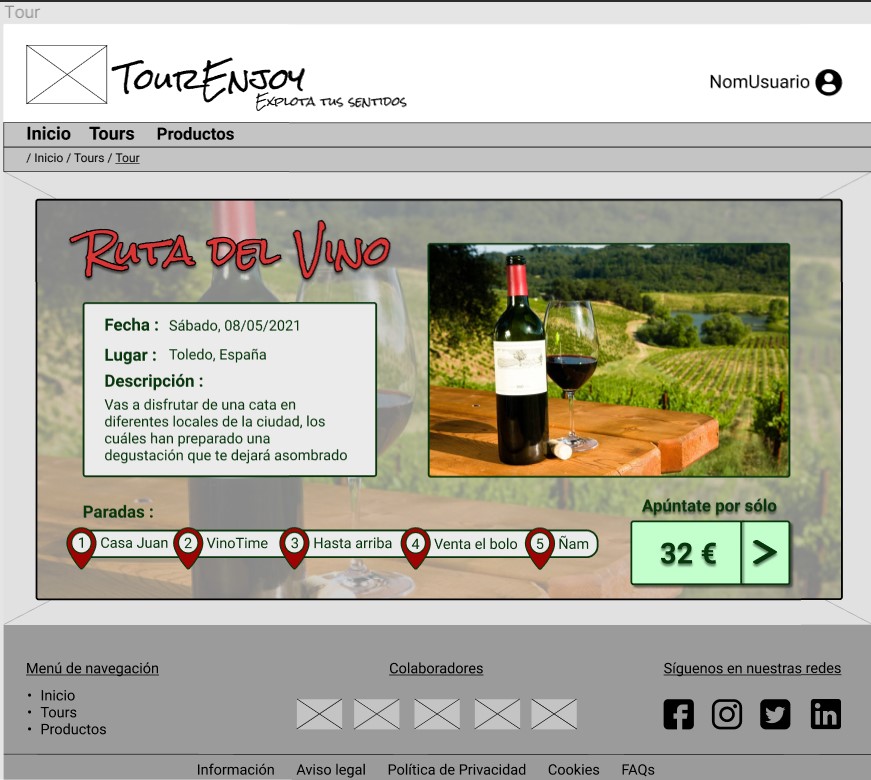 Tour
TourEnjoy
Explota tus sentidos
NomUsuario
Inicio Tours Productos
/ Inicio / Tours / Tour
Ruta del Vino
Fecha : Sábado, 08/05/2021
Lugar : Toledo, España
Descripción :
Vas a disfrutar de una cata en
diferentes locales de la ciudad, los
cuáles han preparado una
degustación que te dejará asombrado
Paradas :
1 Casa Juan 2 VinoTime 3 Hasta arriba 4 Venta el bolo 5 Ñam
Apúntate por sólo
32 € >
Menú de navegación
• Inicio
• Tours
• Productos
Colaboradores
Síguenos en nuestras redes
Información Aviso legal Política de Privacidad Cookies FAQs